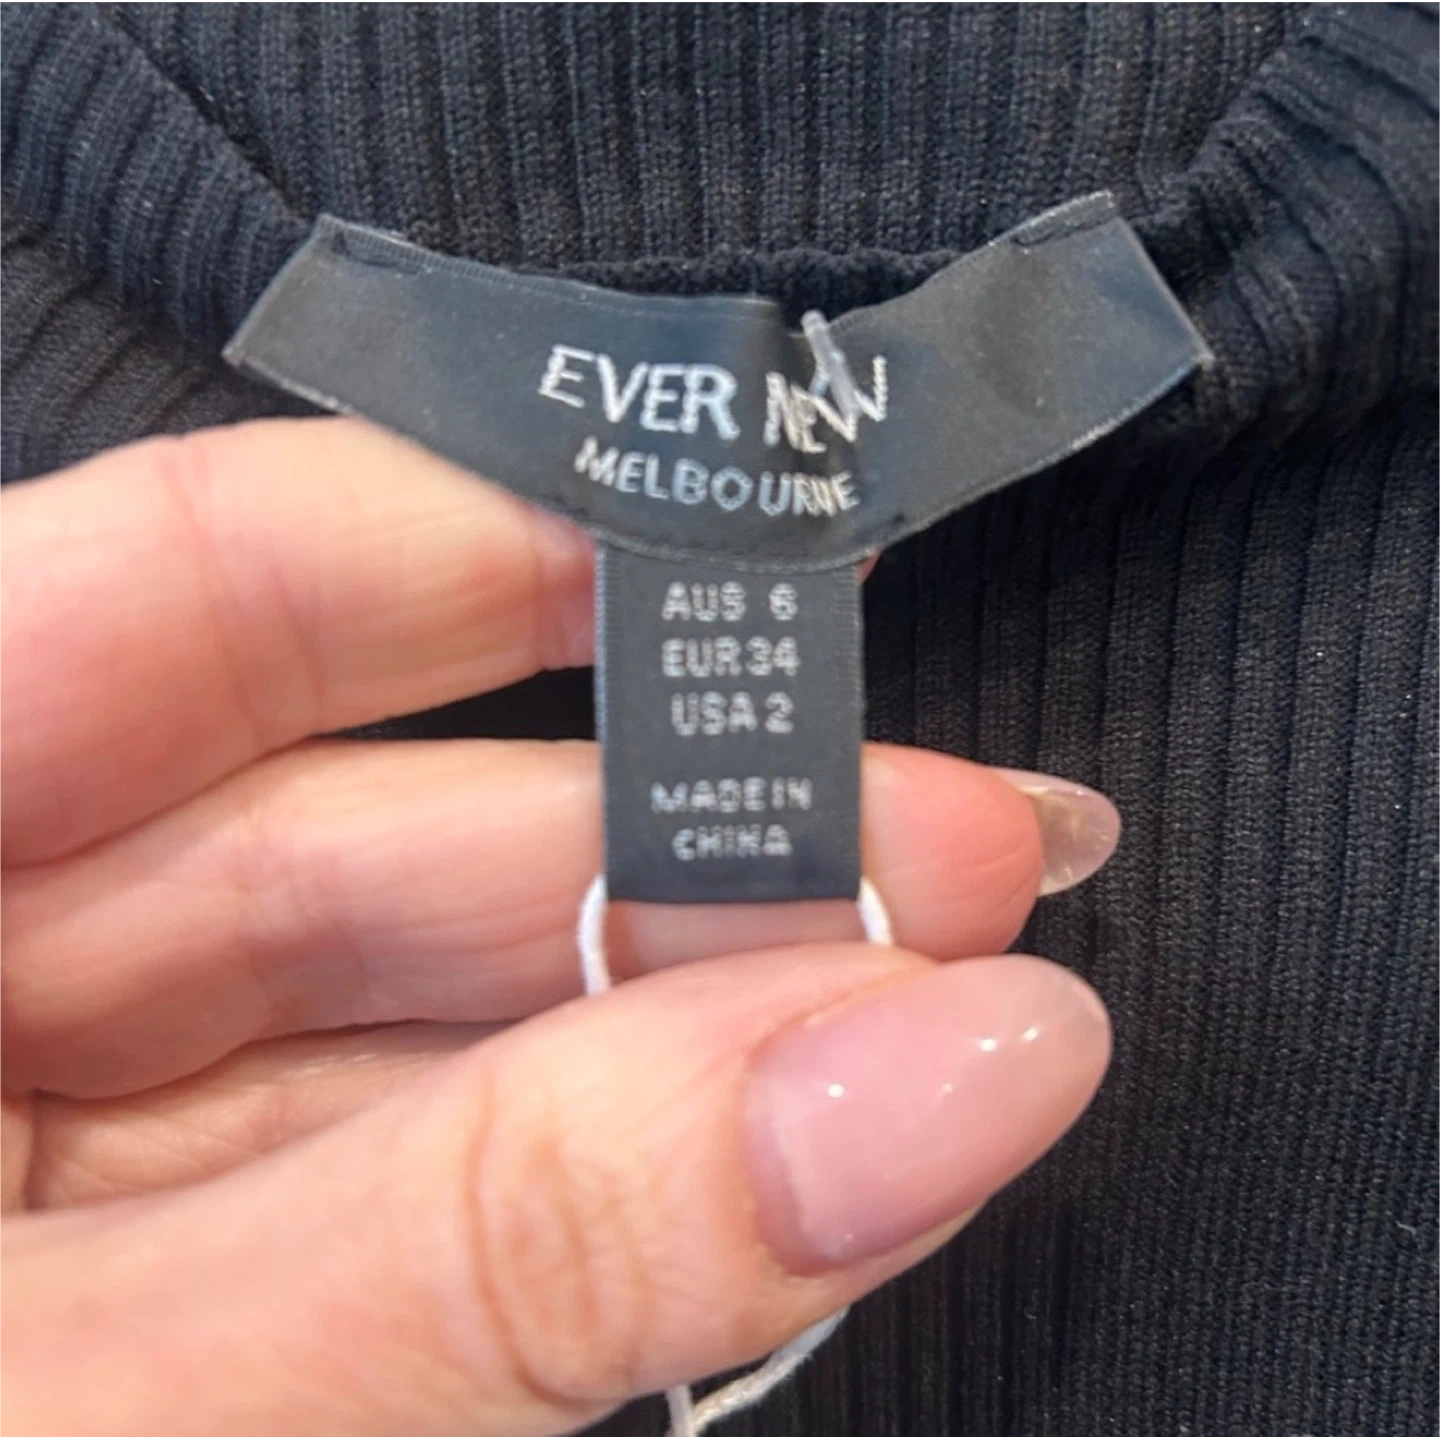 EVER NEW
MELBOURNE
AUS 6
EUR 34
USA 2
MADE IN
CHINA